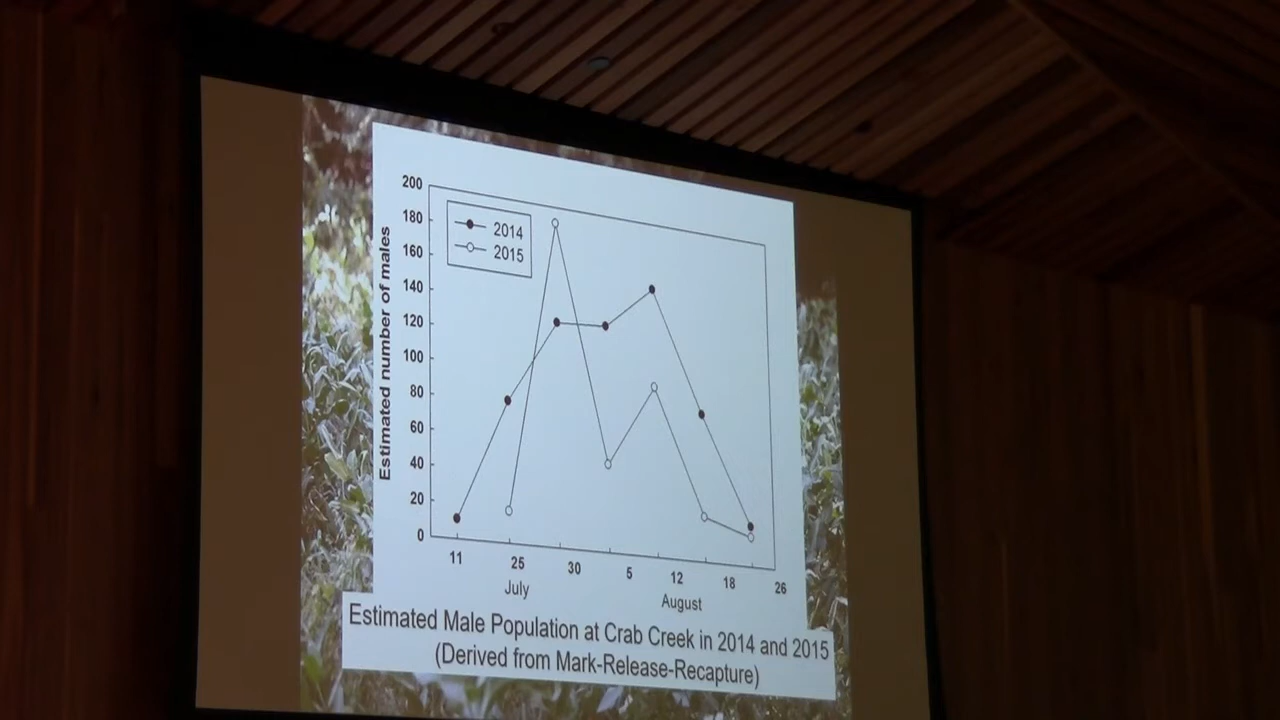 200
180
160
140
120
100
80
60
40
20
0
Estimated number of males
2014
2015
11 25 30 5 12 18 26
July August
Estimated Male Population at Crab Creek in 2014 and 2015
(Derived from Mark-Release-Recapture)